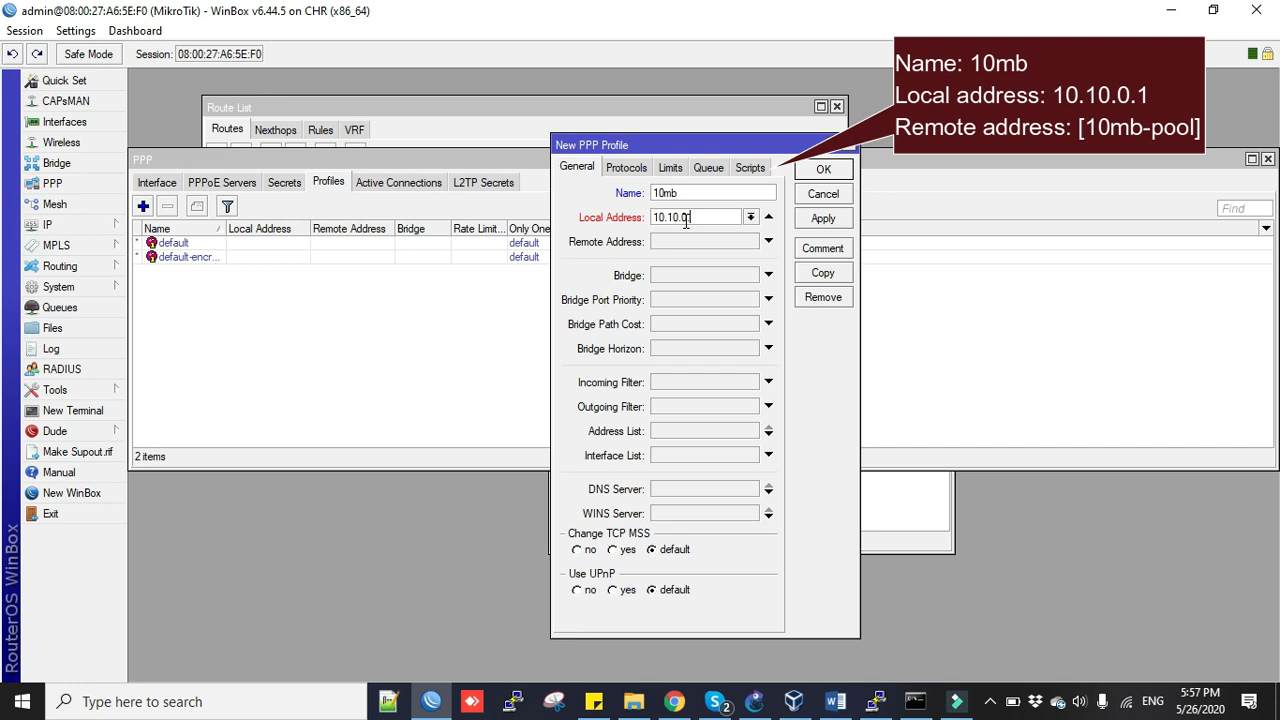 admin@08:00:27:A6:5E:F0 (MikroTik) - WinBox v6.44.5 on CHR (x86_64)
Session Settings Dashboard
Safe Mode Session: 08:00:27:A6:5E:F0
Name: 10mb
Local address: 10.10.0.1
Remote address: [10mb-pool]
RouterOS WinBox
Quick Set
CAPsMAN
Interfaces
Wireless
Bridge
PPP
Mesh
IP
MPLS
Routing
System
Queues
Files
Log
RADIUS
Tools
New Terminal
Dude
Make Supout.rif
Manual
New WinBox
Exit
Route List
Routes Nexthops Rules VRF
PPP
Interface PPPoE Servers Secrets Profiles Active Connections L2TP Secrets
Find
Name / Local Address Remote Address Bridge Rate Limit... Only One
* default default
* default-encr... default
2 items
New PPP Profile
General Protocols Limits Queue Scripts
Name: 10mb
Local Address: 10.10.0
Remote Address:
Bridge:
Bridge Port Priority:
Bridge Path Cost:
Bridge Horizon:
Incoming Filter:
Outgoing Filter:
Address List:
Interface List:
DNS Server:
WINS Server:
Change TCP MSS
no yes default
Use UPnP
no yes default
OK
Cancel
Apply
Comment
Copy
Remove
Type here to search
2
ENG
5:57 PM
5/26/2020